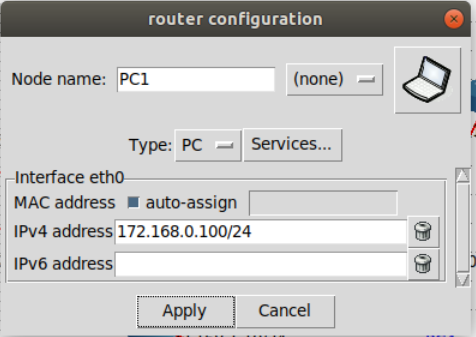 router configuration
Node name: PC1 (none)
Type: PC Services...
Interface eth0
MAC address auto-assign
IPv4 address 172.168.0.100/24
IPv6 address
Apply Cancel